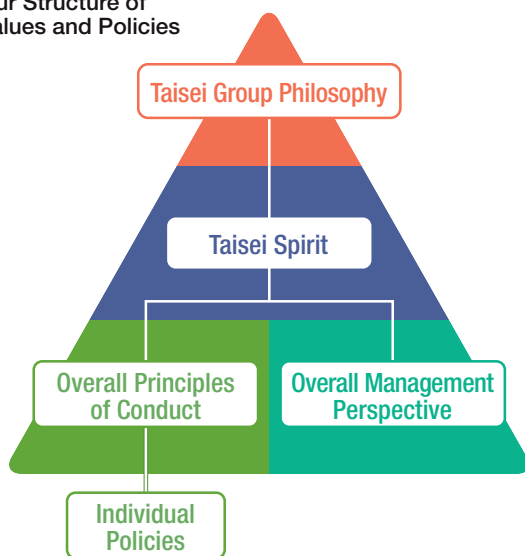 ur Structure of
alues and Policies
Taisei Group Philosophy
Taisei Spirit
Overall Principles
of Conduct
Overall Management
Perspective
Individual
Policies